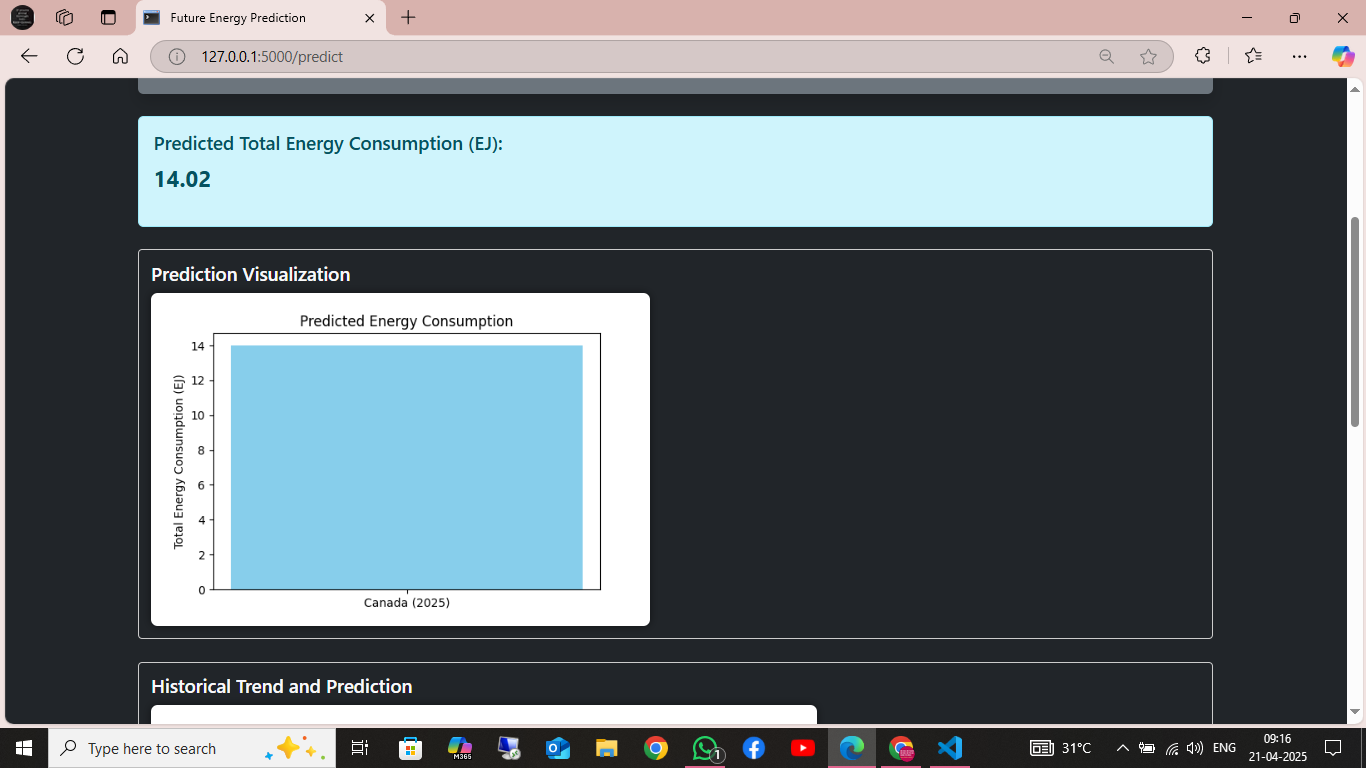 Future Energy Prediction
127.0.0.1:5000/predict
Predicted Total Energy Consumption (EJ):
14.02
Prediction Visualization
Predicted Energy Consumption
Total Energy Consumption (EJ)
14
12
10
8
6
4
2
0
Canada (2025)
Historical Trend and Prediction
Type here to search
M365
1
31°C
ENG
09:16
21-04-2025